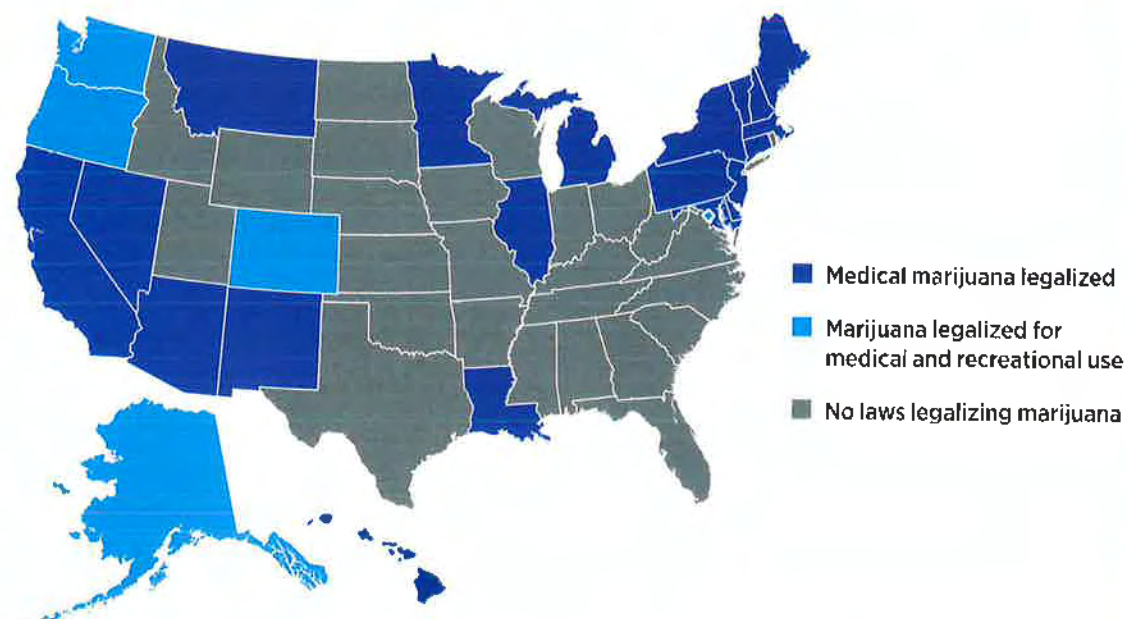 Medical marijuana legalized
Marijuana legalized for
medical and recreational use
No laws legalizing marijuana